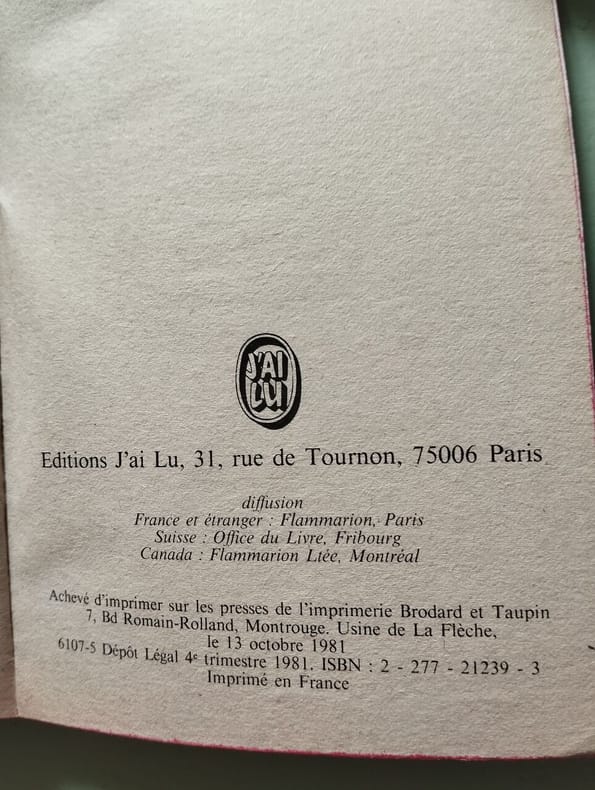 J'AI
LU
Editions J'ai Lu, 31, rue de Tournon, 75006 Paris
diffusion
France et étranger : Flammarion, Paris
Suisse : Office du Livre, Fribourg
Canada : Flammarion Ltée, Montréal
Achevé d'imprimer sur les presses de l'imprimerie Brodard et Taupin
7, Bd Romain-Rolland, Montrouge. Usine de La Flèche,
le 13 octobre 1981
6107-5 Dépôt Légal 4e trimestre 1981. ISBN : 2 - 277 - 21239 - 3
Imprimé en France